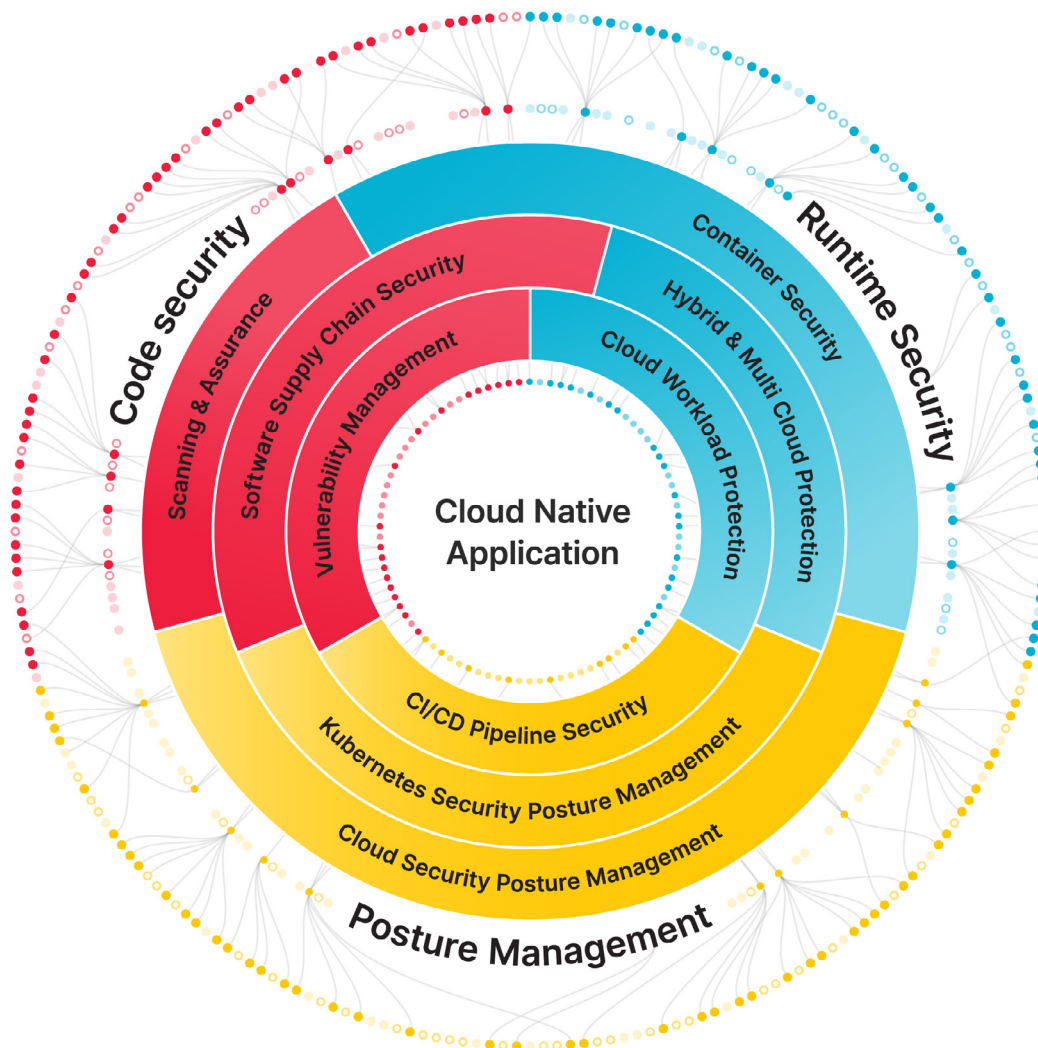 Code security
Scanning & Assurance
Software Supply Chain Security
Vulnerability Management
Runtime Security
Container Security
Hybrid & Multi Cloud Protection
Cloud Workload Protection
Cloud Native
Application
CI/CD Pipeline Security
Kubernetes Security Posture Management
Cloud Security Posture Management
Posture Management